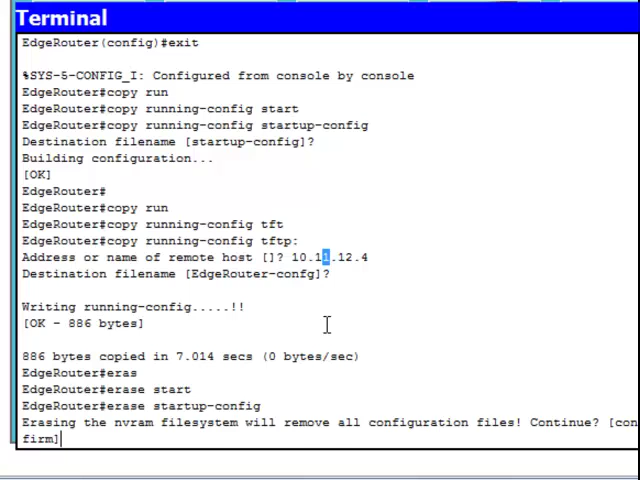 Terminal
EdgeRouter(config)#exit
%SYS-5-CONFIG_I: Configured from console by console
EdgeRouter#copy run
EdgeRouter#copy running-config start
EdgeRouter#copy running-config startup-config
Destination filename [startup-config]?
Building configuration...
[OK]
EdgeRouter#
EdgeRouter#copy run
EdgeRouter#copy running-config tft
EdgeRouter#copy running-config tftp:
Address or name of remote host []? 10.11.12.4
Destination filename [EdgeRouter-confg]?
Writing running-config.....!!
[OK - 886 bytes]
886 bytes copied in 7.014 secs (0 bytes/sec)
EdgeRouter#eras
EdgeRouter#erase start
EdgeRouter#erase startup-config
Erasing the nvram filesystem will remove all configuration files! Continue? [con
firm]